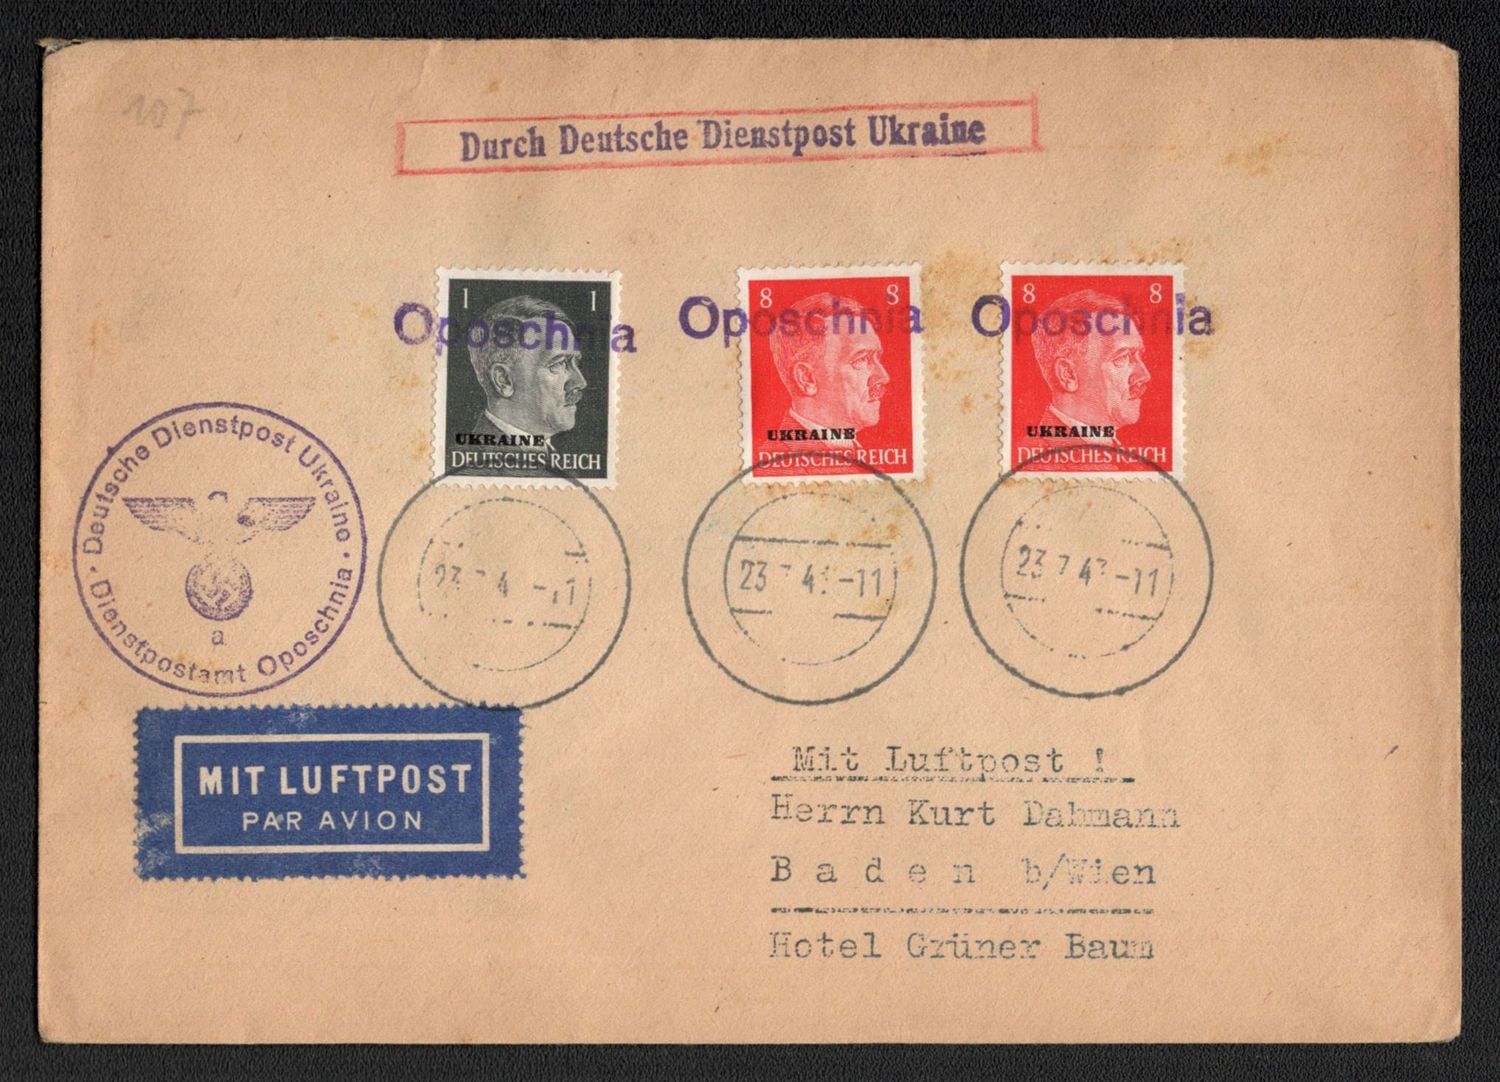 107
Durch Deutsche Dienstpost Ukraine
1 1
Oposchnia
UKRAINE
DEUTSCHES REICH
8 8
Oposchnia
UKRAINE
DEUTSCHES REICH
8 8
Oposchnia
UKRAINE
DEUTSCHES REICH
Deutsche Dienstpost Ukraine
a
Dienstpostamt Oposchnia
23 7 4 -11
23 7 43 -11
23 7 43 -11
MIT LUFTPOST
PAR AVION
Mit Luftpost !
Herrn Kurt Dahmann
B a d e n b/Wien
Hotel Grüner Baum